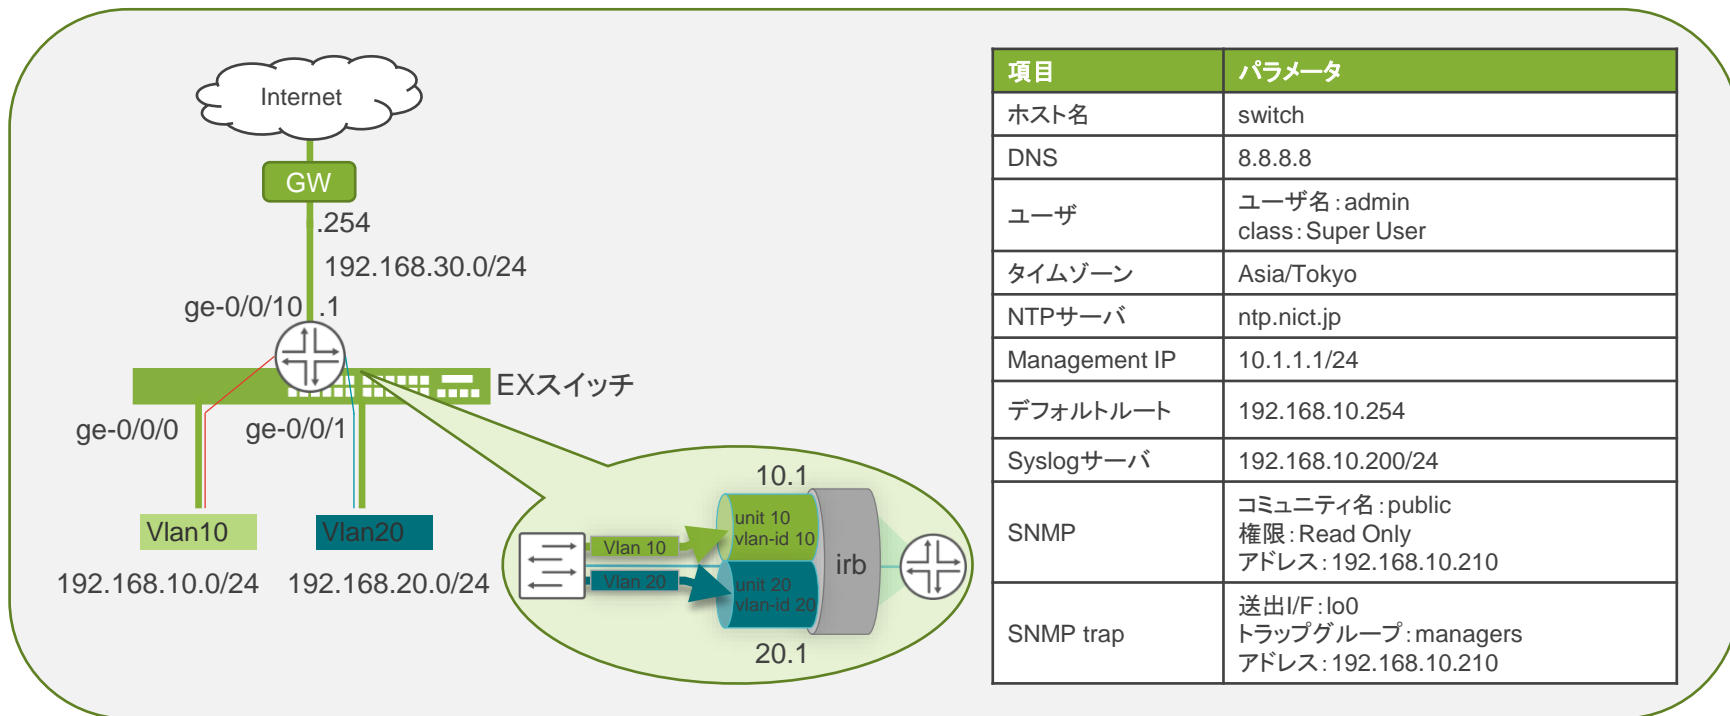 Internet
GW
.254
192.168.30.0/24
ge-0/0/10
.1
EXスイッチ
ge-0/0/0
ge-0/0/1
Vlan10
Vlan20
192.168.10.0/24
192.168.20.0/24
10.1
unit 10
vlan-id 10
Vlan 10
Vlan 20
unit 20
vlan-id 20
irb
20.1
項目 パラメータ
ホスト名 switch
DNS 8.8.8.8
ユーザ ユーザ名：admin
class：Super User
タイムゾーン Asia/Tokyo
NTPサーバ ntp.nict.jp
Management IP 10.1.1.1/24
デフォルトルート 192.168.10.254
Syslogサーバ 192.168.10.200/24
SNMP コミュニティ名：public
権限：Read Only
アドレス：192.168.10.210
SNMP trap 送出I/F：lo0
トラップグループ：managers
アドレス：192.168.10.210